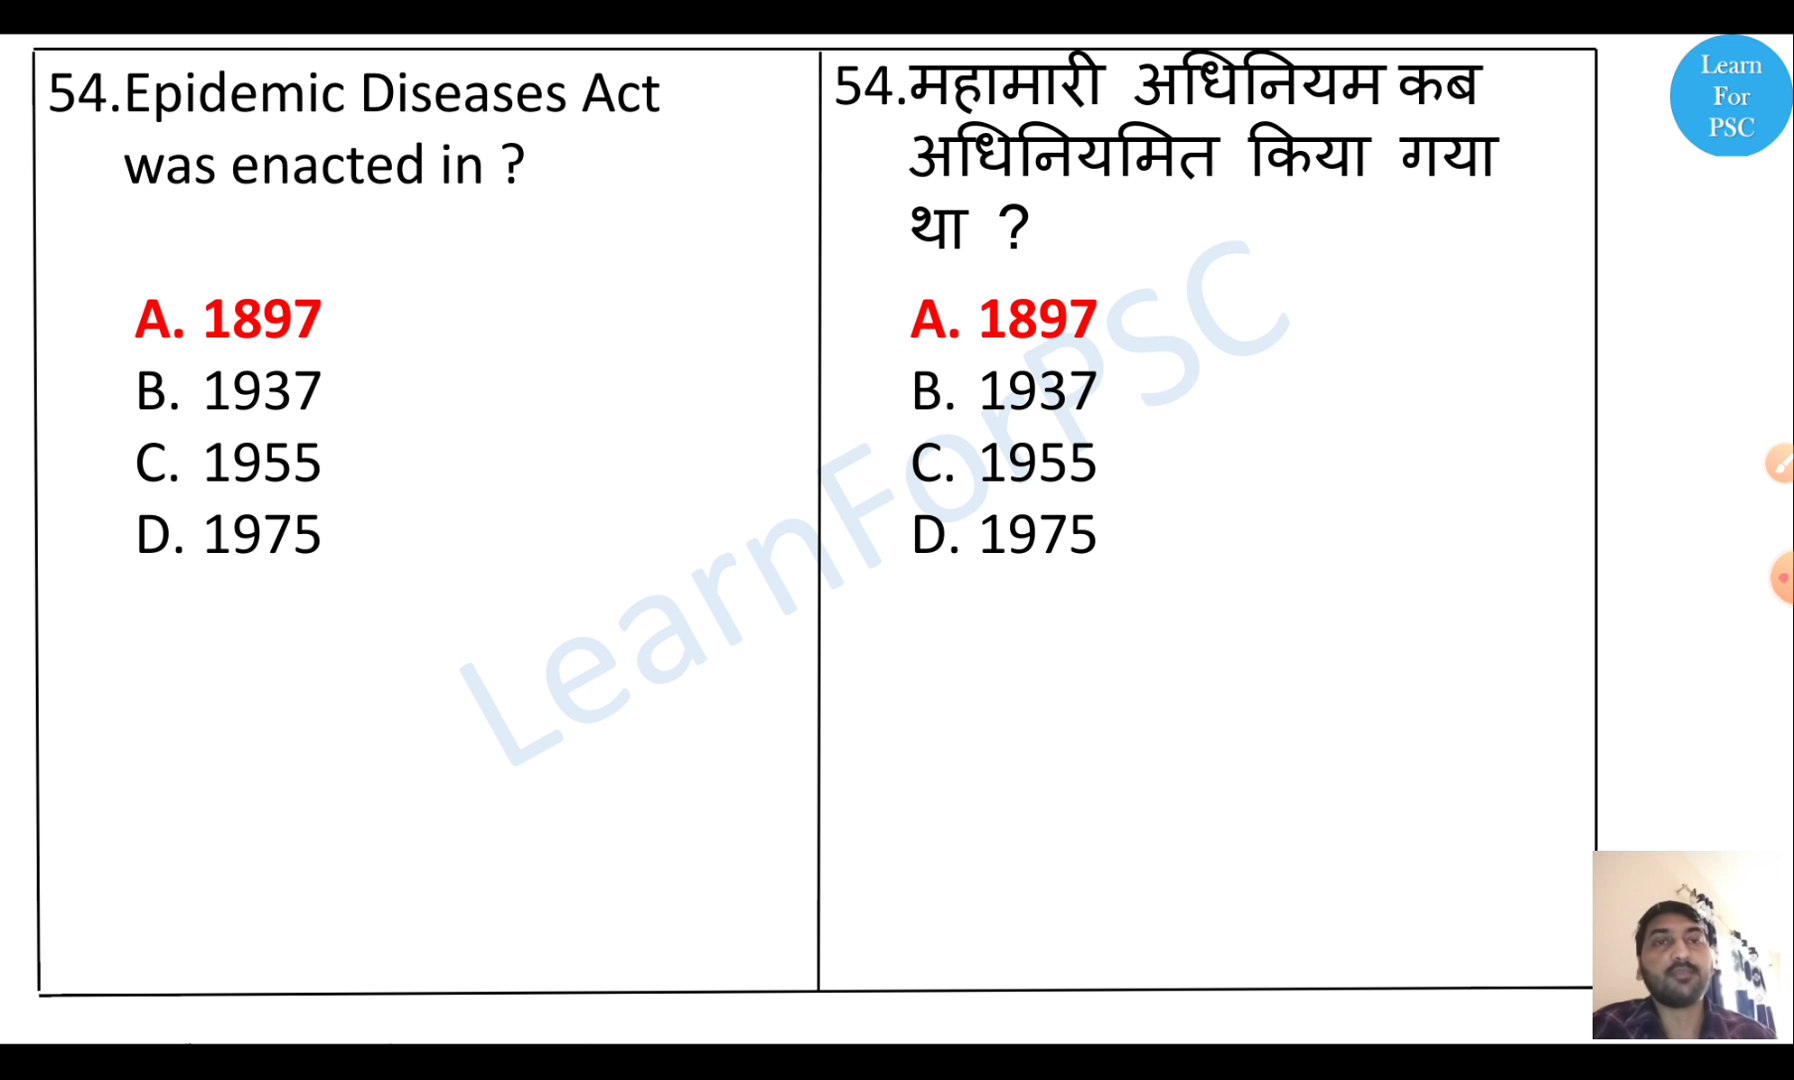 54.Epidemic Diseases Act
was enacted in ?
A. 1897
B. 1937
C. 1955
D. 1975
54.महामारी अधिनियम कब
अधिनियमित किया गया
था ?
A. 1897
B. 1937
C. 1955
D. 1975
LearnForPSC
Learn
For
PSC